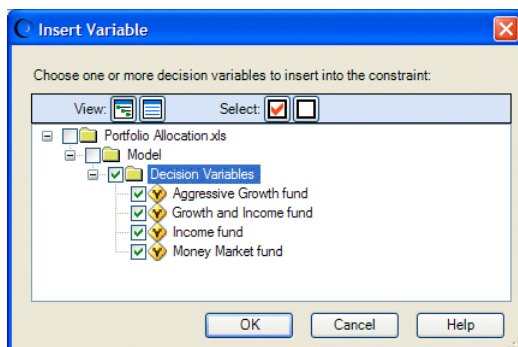 Insert Variable
Choose one or more decision variables to insert into the constraint:
View: Select:
Portfolio Allocation.xls
Model
Decision Variables
Aggressive Growth fund
Growth and Income fund
Income fund
Money Market fund
OK Cancel Help